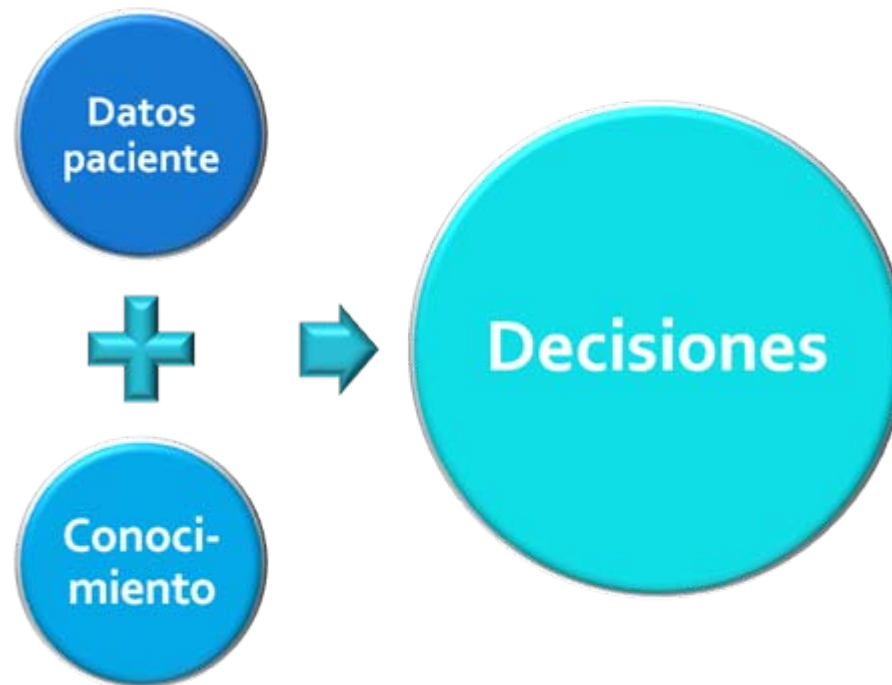 Datos
paciente
Conoci-
miento
Decisiones